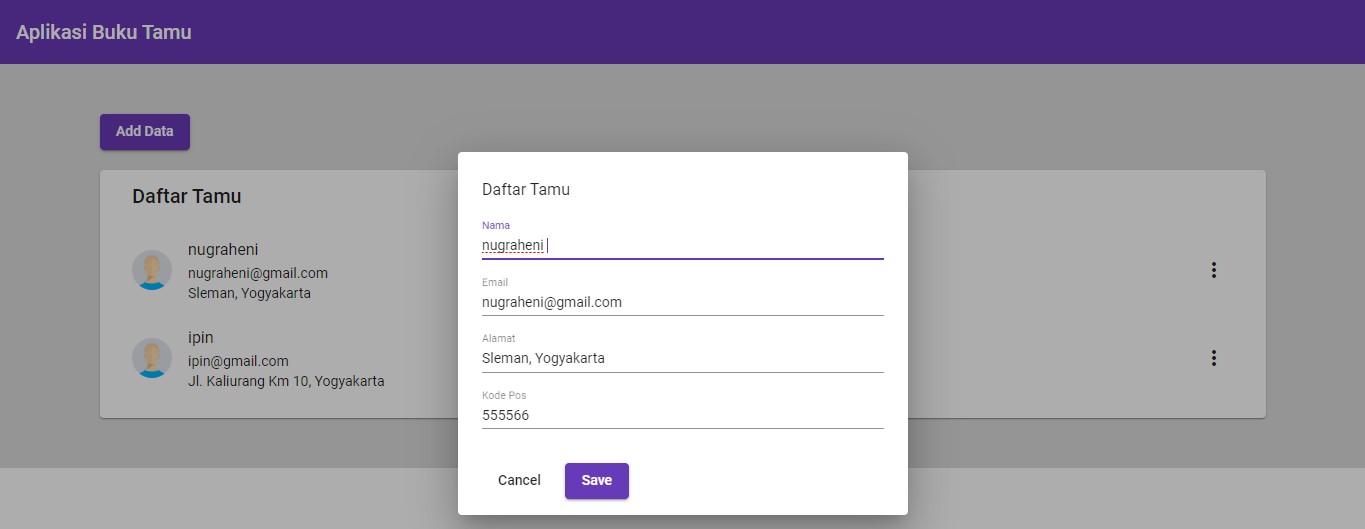 Aplikasi Buku Tamu
Add Data
Daftar Tamu
nugraheni
nugraheni@gmail.com
Sleman, Yogyakarta
ipin
ipin@gmail.com
Jl. Kaliurang Km 10, Yogyakarta
Daftar Tamu
Nama
nugraheni
Email
nugraheni@gmail.com
Alamat
Sleman, Yogyakarta
Kode Pos
555566
Cancel Save